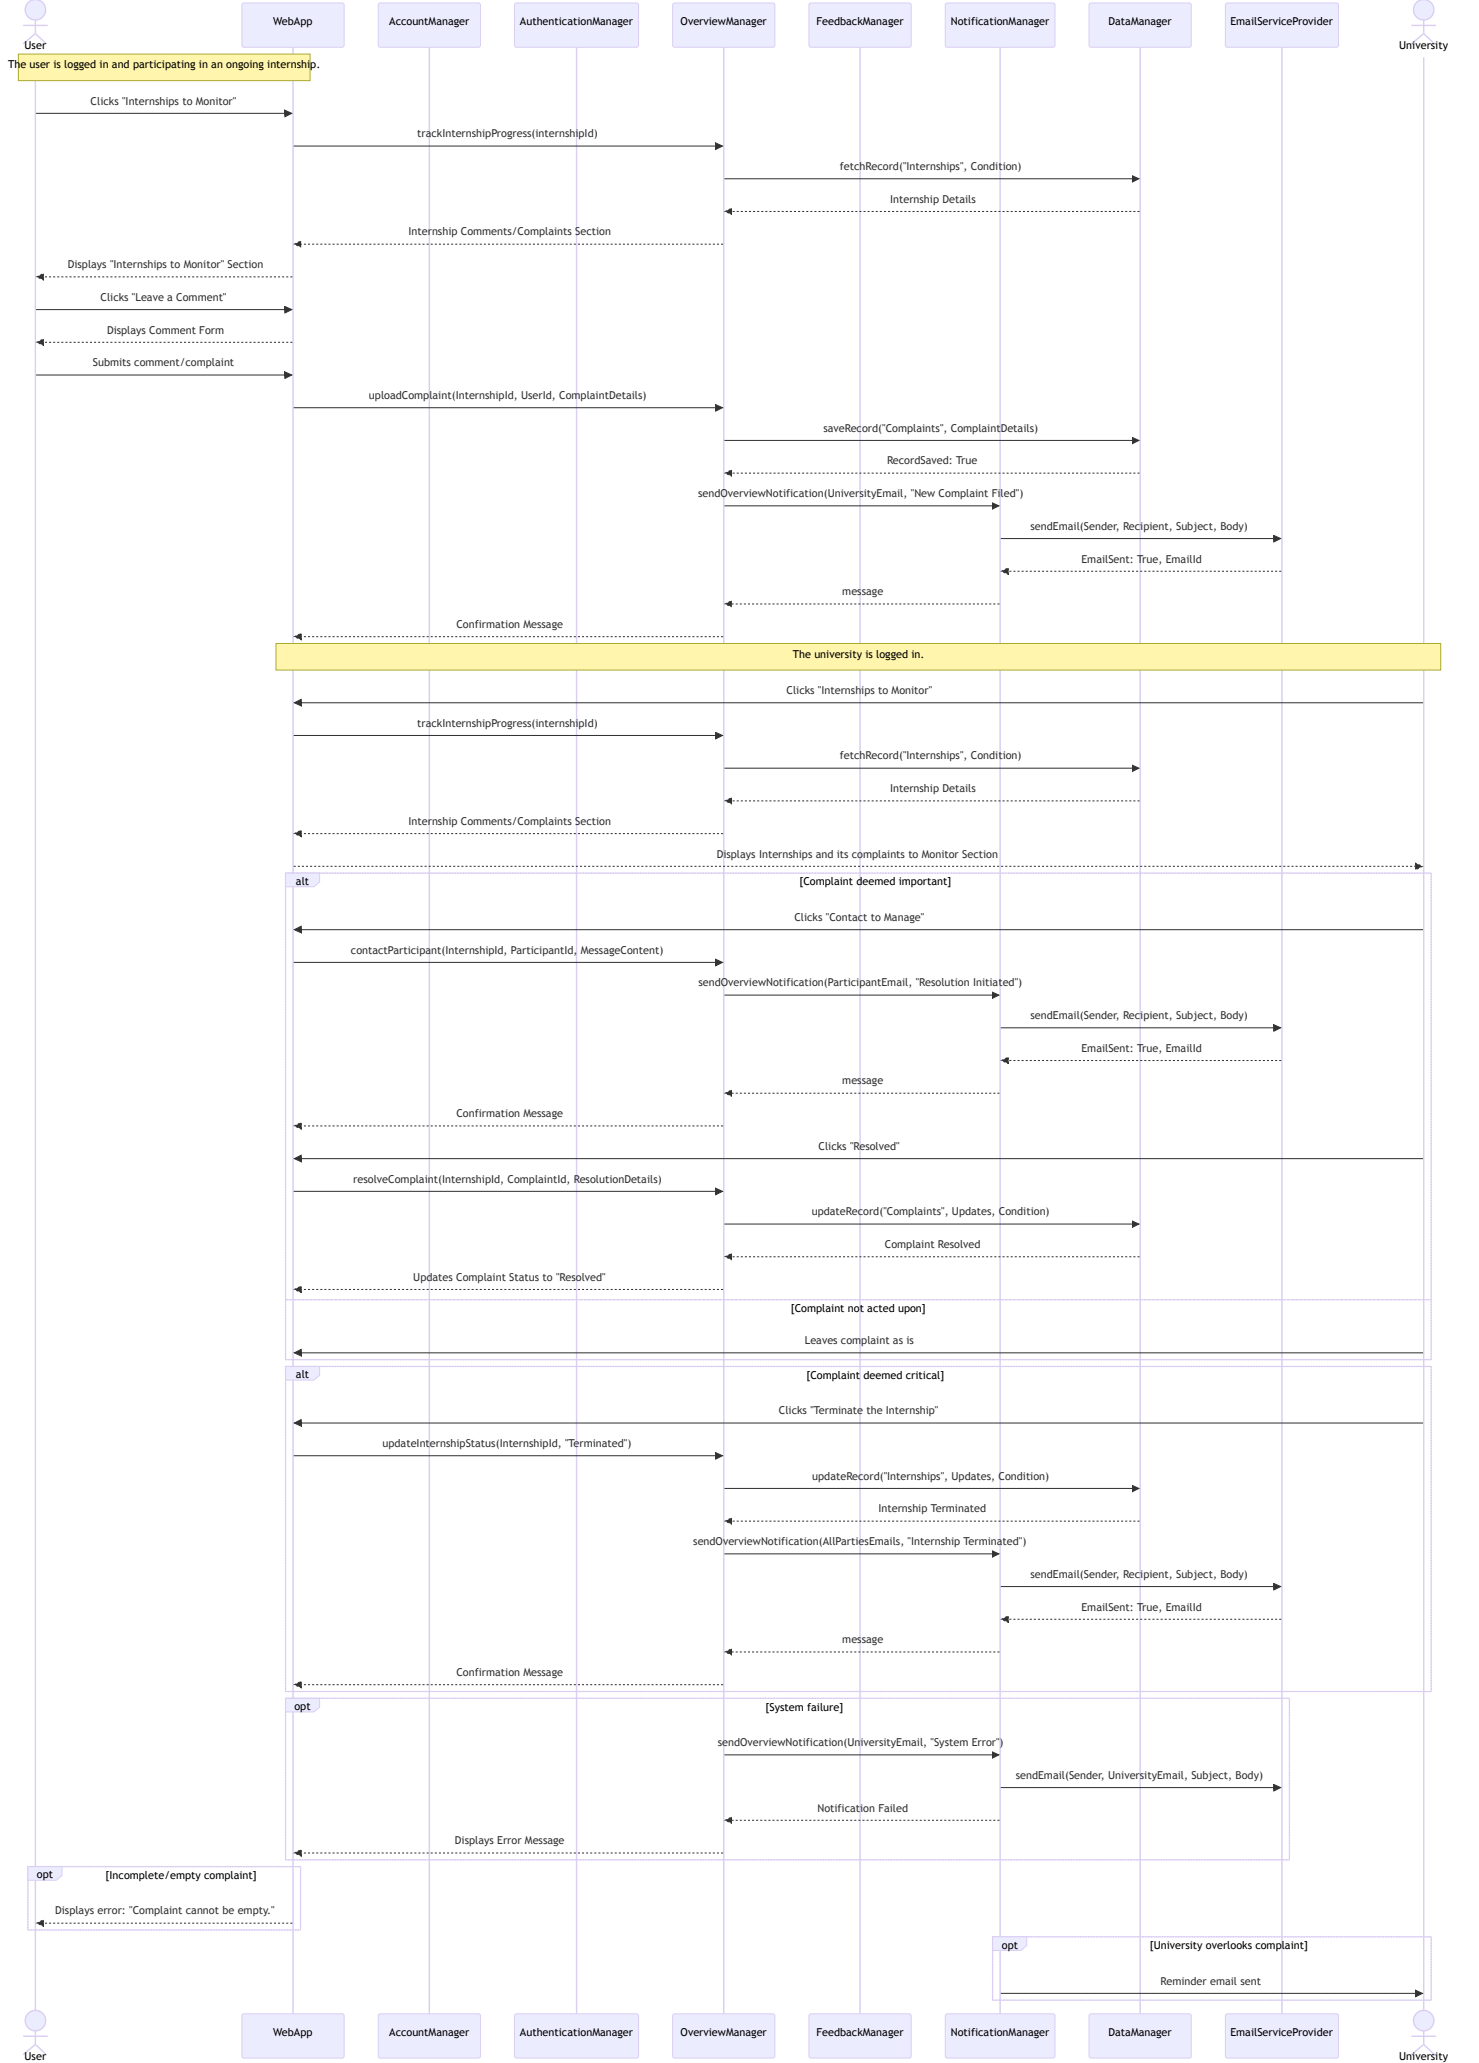 User
WebApp
AccountManager
AuthenticationManager
OverviewManager
FeedbackManager
NotificationManager
DataManager
EmailServiceProvider
University
The user is logged in and participating in an ongoing internship.
Clicks "Internships to Monitor"
trackInternshipProgress(internshipId)
fetchRecord("Internships", Condition)
Internship Details
Internship Comments/Complaints Section
Displays "Internships to Monitor" Section
Clicks "Leave a Comment"
Displays Comment Form
Submits comment/complaint
uploadComplaint(InternshipId, UserId, ComplaintDetails)
saveRecord("Complaints", ComplaintDetails)
RecordSaved: True
sendOverviewNotification(UniversityEmail, "New Complaint Filed")
sendEmail(Sender, Recipient, Subject, Body)
EmailSent: True, EmailId
message
Confirmation Message
The university is logged in.
Clicks "Internships to Monitor"
trackInternshipProgress(internshipId)
fetchRecord("Internships", Condition)
Internship Details
Internship Comments/Complaints Section
Displays Internships and its complaints to Monitor Section
alt
[Complaint deemed important]
Clicks "Contact to Manage"
contactParticipant(InternshipId, ParticipantId, MessageContent)
sendOverviewNotification(ParticipantEmail, "Resolution Initiated")
sendEmail(Sender, Recipient, Subject, Body)
EmailSent: True, EmailId
message
Confirmation Message
Clicks "Resolved"
resolveComplaint(InternshipId, ComplaintId, ResolutionDetails)
updateRecord("Complaints", Updates, Condition)
Complaint Resolved
Updates Complaint Status to "Resolved"
[Complaint not acted upon]
Leaves complaint as is
alt
[Complaint deemed critical]
Clicks "Terminate the Internship"
updateInternshipStatus(InternshipId, "Terminated")
updateRecord("Internships", Updates, Condition)
Internship Terminated
sendOverviewNotification(AllPartiesEmails, "Internship Terminated")
sendEmail(Sender, Recipient, Subject, Body)
EmailSent: True, EmailId
message
Confirmation Message
opt
[System failure]
sendOverviewNotification(UniversityEmail, "System Error")
sendEmail(Sender, UniversityEmail, Subject, Body)
Notification Failed
Displays Error Message
opt
[Incomplete/empty complaint]
Displays error: "Complaint cannot be empty."
opt
[University overlooks complaint]
Reminder email sent
User
WebApp
AccountManager
AuthenticationManager
OverviewManager
FeedbackManager
NotificationManager
DataManager
EmailServiceProvider
University